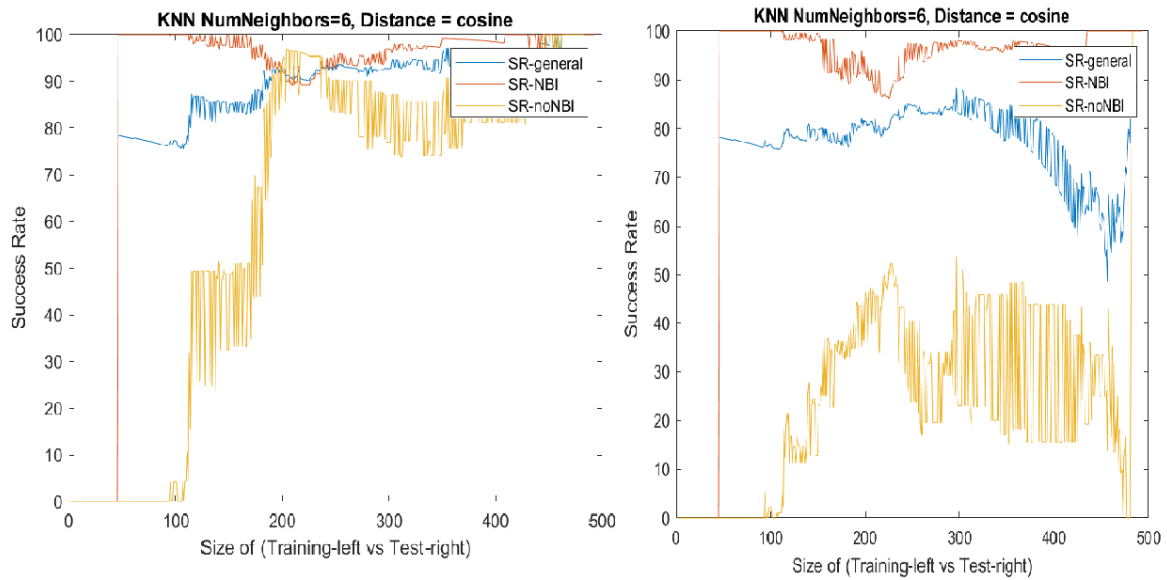 KNN NumNeighbors=6, Distance = cosine
100
90
80
70
60
50
40
30
20
10
0
Success Rate
SR-general
SR-NBI
SR-noNBI
0 100 200 300 400 500
Size of (Training-left vs Test-right)
KNN NumNeighbors=6, Distance = cosine
100
90
80
70
60
50
40
30
20
10
0
Success Rate
SR-general
SR-NBI
SR-noNBI
0 100 200 300 400 500
Size of (Training-left vs Test-right)